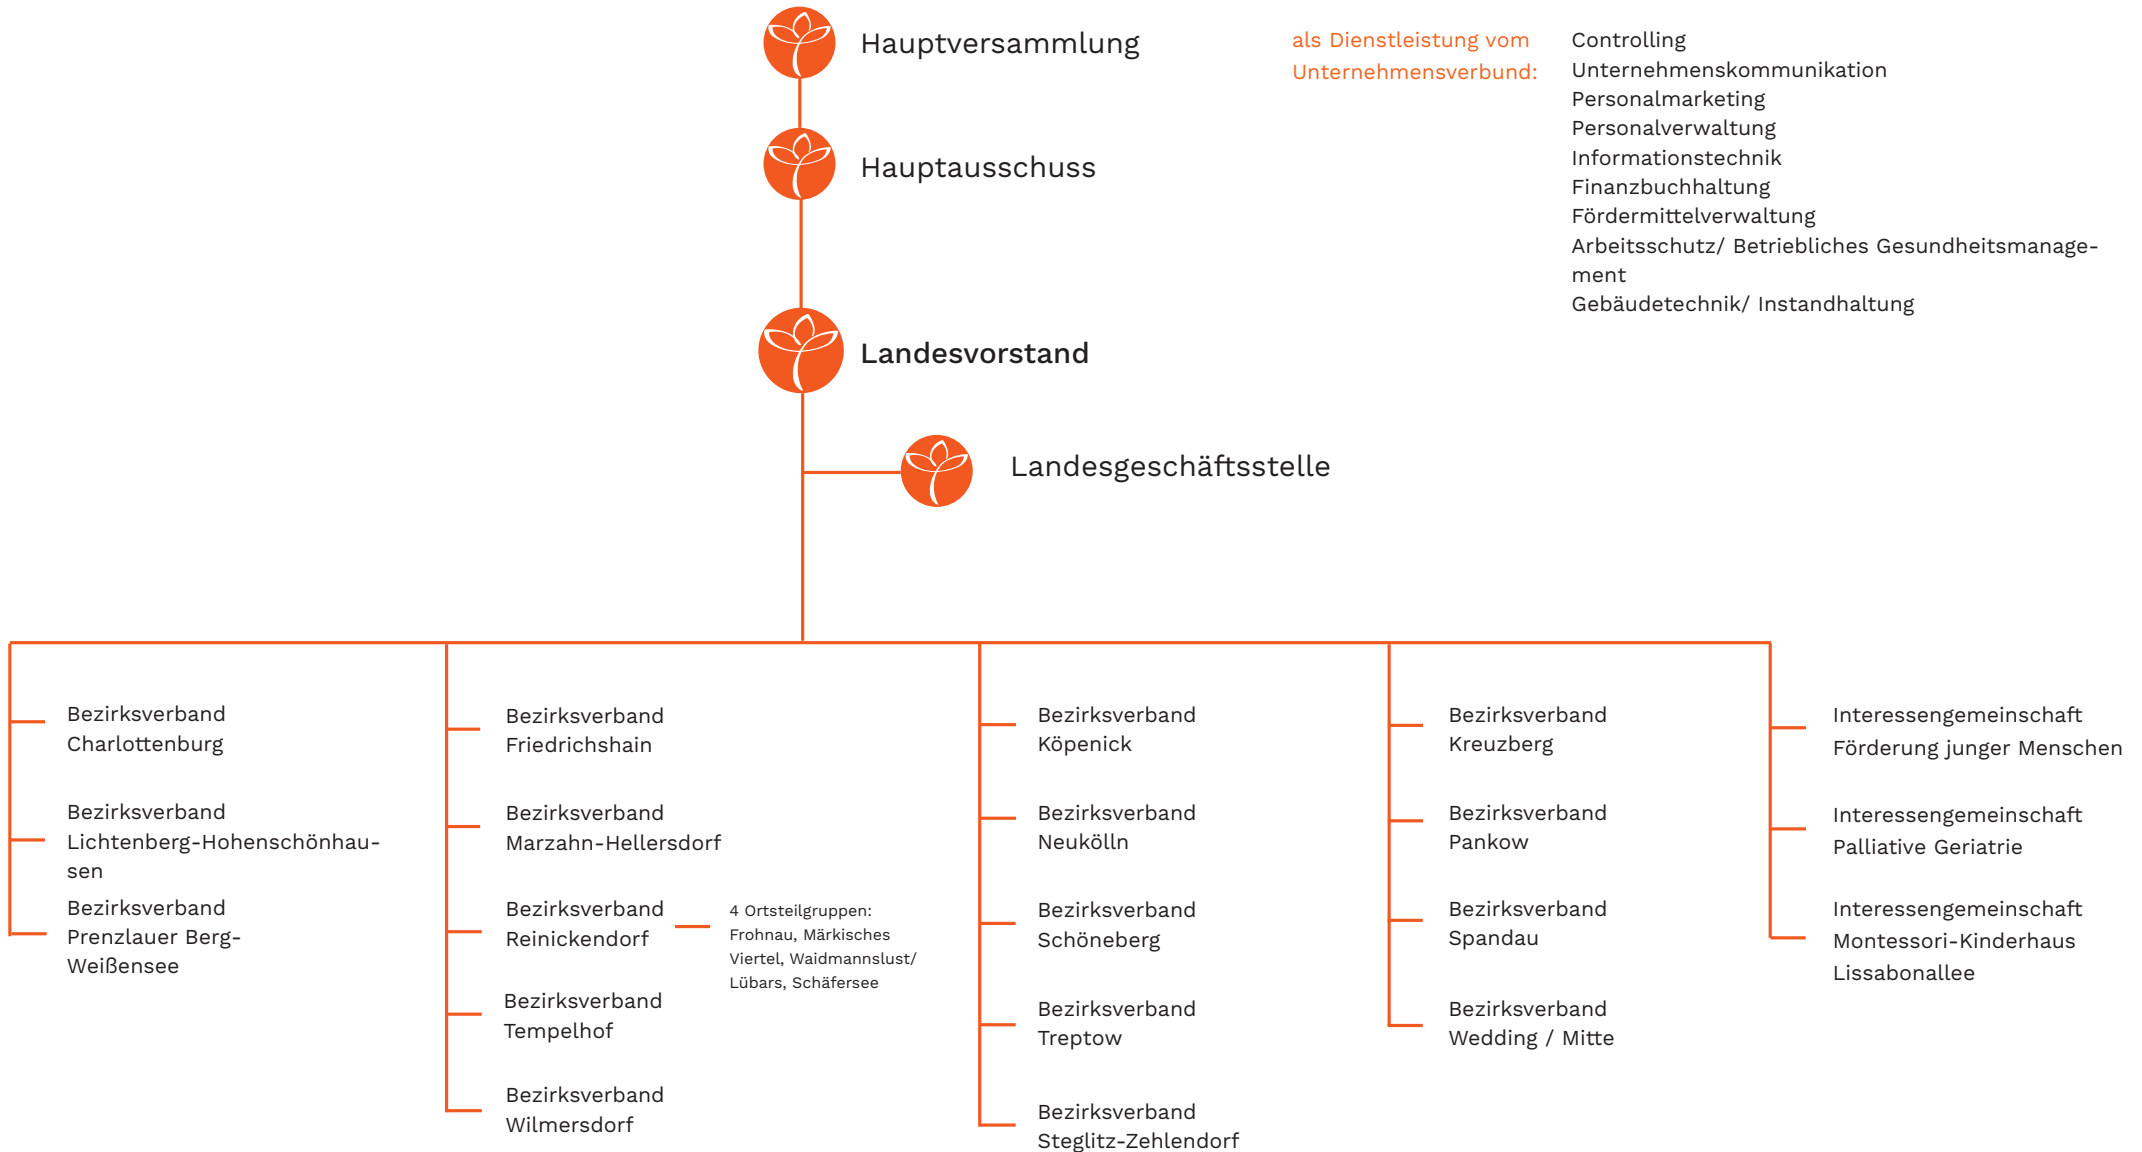 Hauptversammlung
Hauptausschuss
Landesvorstand
Landesgeschäftsstelle
als Dienstleistung vom
Unternehmensverbund:
Controlling
Unternehmenskommunikation
Personalmarketing
Personalverwaltung
Informationstechnik
Finanzbuchhaltung
Fördermittelverwaltung
Arbeitsschutz/ Betriebliches Gesundheitsmanage-
ment
Gebäudetechnik/ Instandhaltung
Bezirksverband
Charlottenburg
Bezirksverband
Lichtenberg-Hohenschönhau-
sen
Bezirksverband
Prenzlauer Berg-
Weißensee
Bezirksverband
Friedrichshain
Bezirksverband
Marzahn-Hellersdorf
Bezirksverband
Reinickendorf
4 Ortsteilgruppen:
Frohnau, Märkisches
Viertel, Waidmannslust/
Lübars, Schäfersee
Bezirksverband
Tempelhof
Bezirksverband
Wilmersdorf
Bezirksverband
Köpenick
Bezirksverband
Neukölln
Bezirksverband
Schöneberg
Bezirksverband
Treptow
Bezirksverband
Steglitz-Zehlendorf
Bezirksverband
Kreuzberg
Bezirksverband
Pankow
Bezirksverband
Spandau
Bezirksverband
Wedding / Mitte
Interessengemeinschaft
Förderung junger Menschen
Interessengemeinschaft
Palliative Geriatrie
Interessengemeinschaft
Montessori-Kinderhaus
Lissabonallee